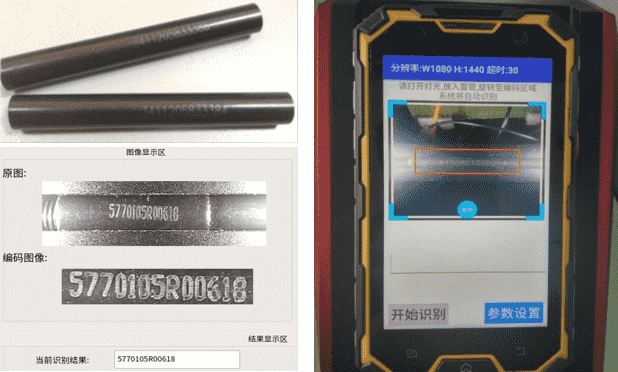 图像显示区
原图:
5770105R00618
编码图像:
5770105R00618
结果显示区
当前识别结果:
5770105R00618
分辨率:W1080 H:1440 超时:30
请打开灯光,放入雷管,旋转至编码区域
系统将自动识别
开始识别
参数设置